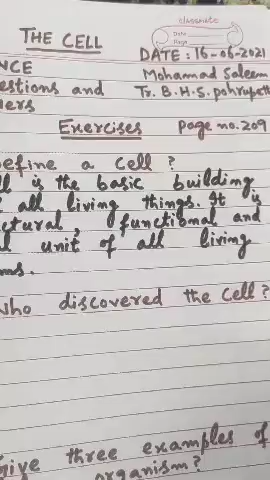 classmate
Date
Page
THE CELL
DATE : 16-06-2021
NCE
Mohamad Saleem
estions and
Tr. B.H.S. Pohrupeth
ers
Exercises Page no.209
efine a Cell ?
ll is the basic building
all living things. It is
ctural, functional and
l unit of all living
ms.
who discovered the Cell?
Give three examples of
organism?